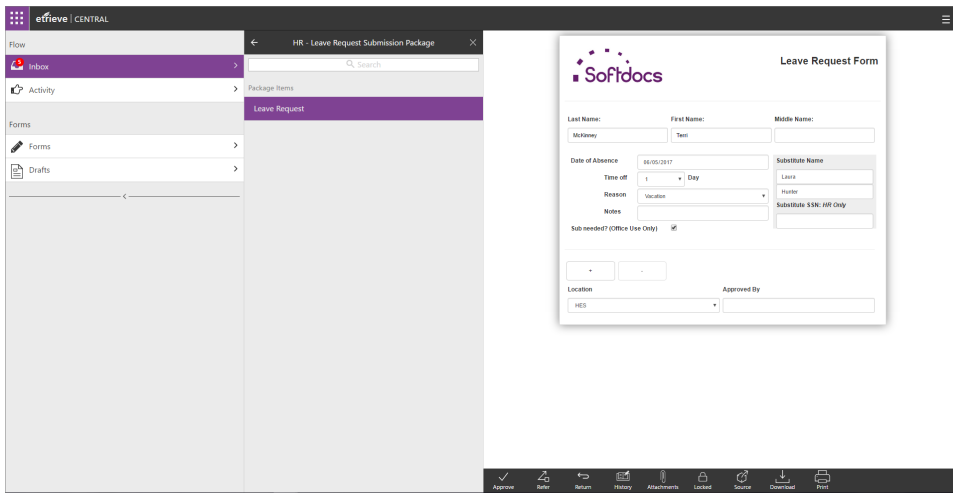 etrieve | CENTRAL
Flow
5
Inbox
Activity
Forms
Forms
Drafts
HR - Leave Request Submission Package
Search
Package Items
Leave Request
Softdocs
Leave Request Form
Last Name: First Name: Middle Name:
McKinney Terri
Date of Absence 06/05/2017 Substitute Name
Time off 1 Day Laura
Reason Vacation Hunter
Notes Substitute SSN: HR Only
Sub needed? (Office Use Only)
+ -
Location Approved By
HES
Approve Refer Return History Attachments Locked Source Download Print